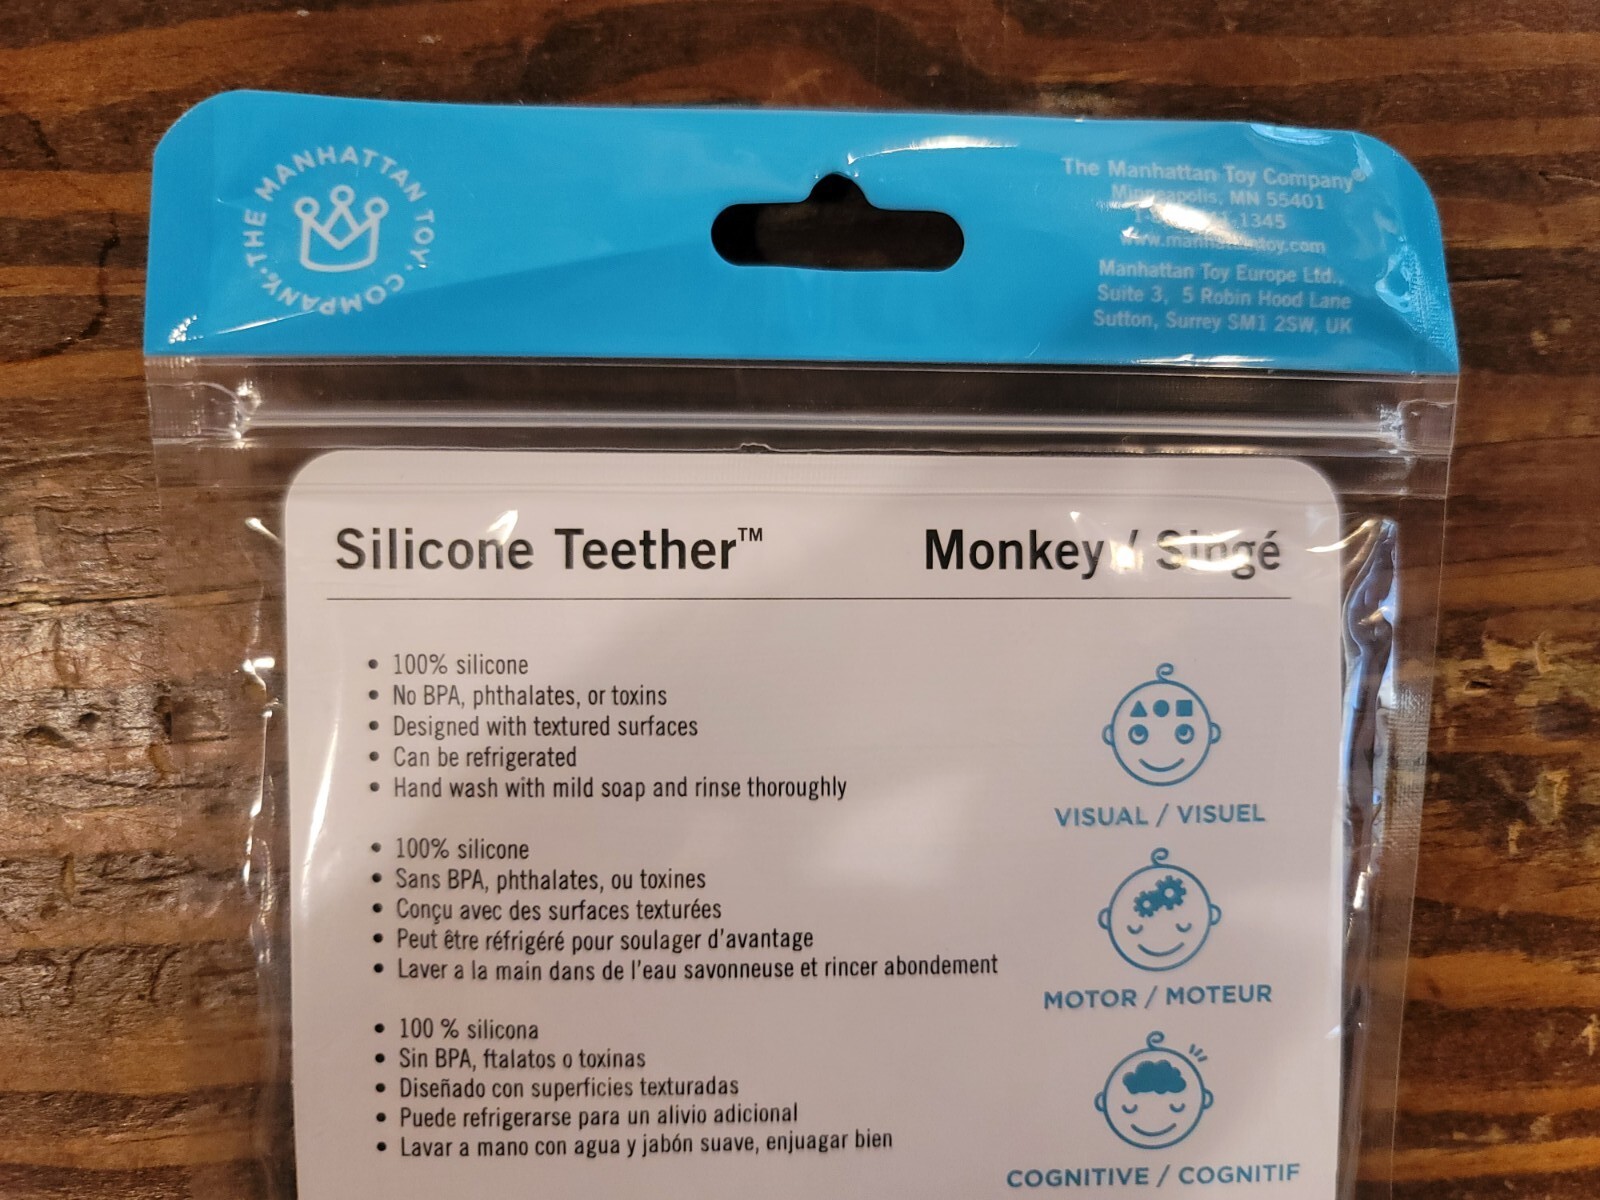 THE MANHATTAN TOY COMPANY
The Manhattan Toy Company®
Minneapolis, MN 55401
1345
www.manhattantoy.com
Manhattan Toy Europe Ltd.,
Suite 3, 5 Robin Hood Lane
Sutton, Surrey SM1 2SW, UK
Silicone Teether™
Monkey / Singé
• 100% silicone
• No BPA, phthalates, or toxins
• Designed with textured surfaces
• Can be refrigerated
• Hand wash with mild soap and rinse thoroughly
VISUAL / VISUEL
• 100% silicone
• Sans BPA, phthalates, ou toxines
• Conçu avec des surfaces texturées
• Peut être réfrigéré pour soulager d'avantage
• Laver a la main dans de l'eau savonneuse et rincer abondement
MOTOR / MOTEUR
• 100 % silicona
• Sin BPA, ftalatos o toxinas
• Diseñado con superficies texturadas
• Puede refrigerarse para un alivio adicional
• Lavar a mano con agua y jabón suave, enjuagar bien
COGNITIVE / COGNITIF